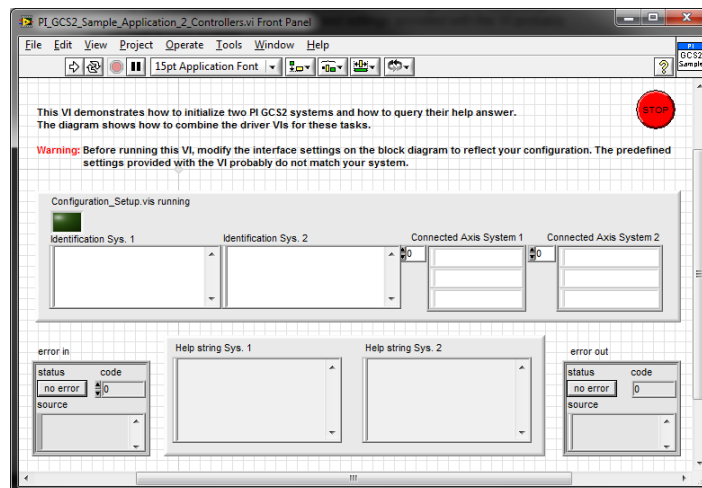 PI_GCS2_Sample_Application_2_Controllers.vi Front Panel
File Edit View Project Operate Tools Window Help
15pt Application Font
PI
GCS2
Sample
STOP
This VI demonstrates how to initialize two PI GCS2 systems and how to query their help answer.
The diagram shows how to combine the driver VIs for these tasks.
Warning: Before running this VI, modify the interface settings on the block diagram to reflect your configuration. The predefined
settings provided with the VI probably do not match your system.
Configuration_Setup.vis running
Identification Sys. 1 Identification Sys. 2 Connected Axis System 1 Connected Axis System 2
0 0
error in Help string Sys. 1 Help string Sys. 2 error out
status code status code
no error 0 no error 0
source source